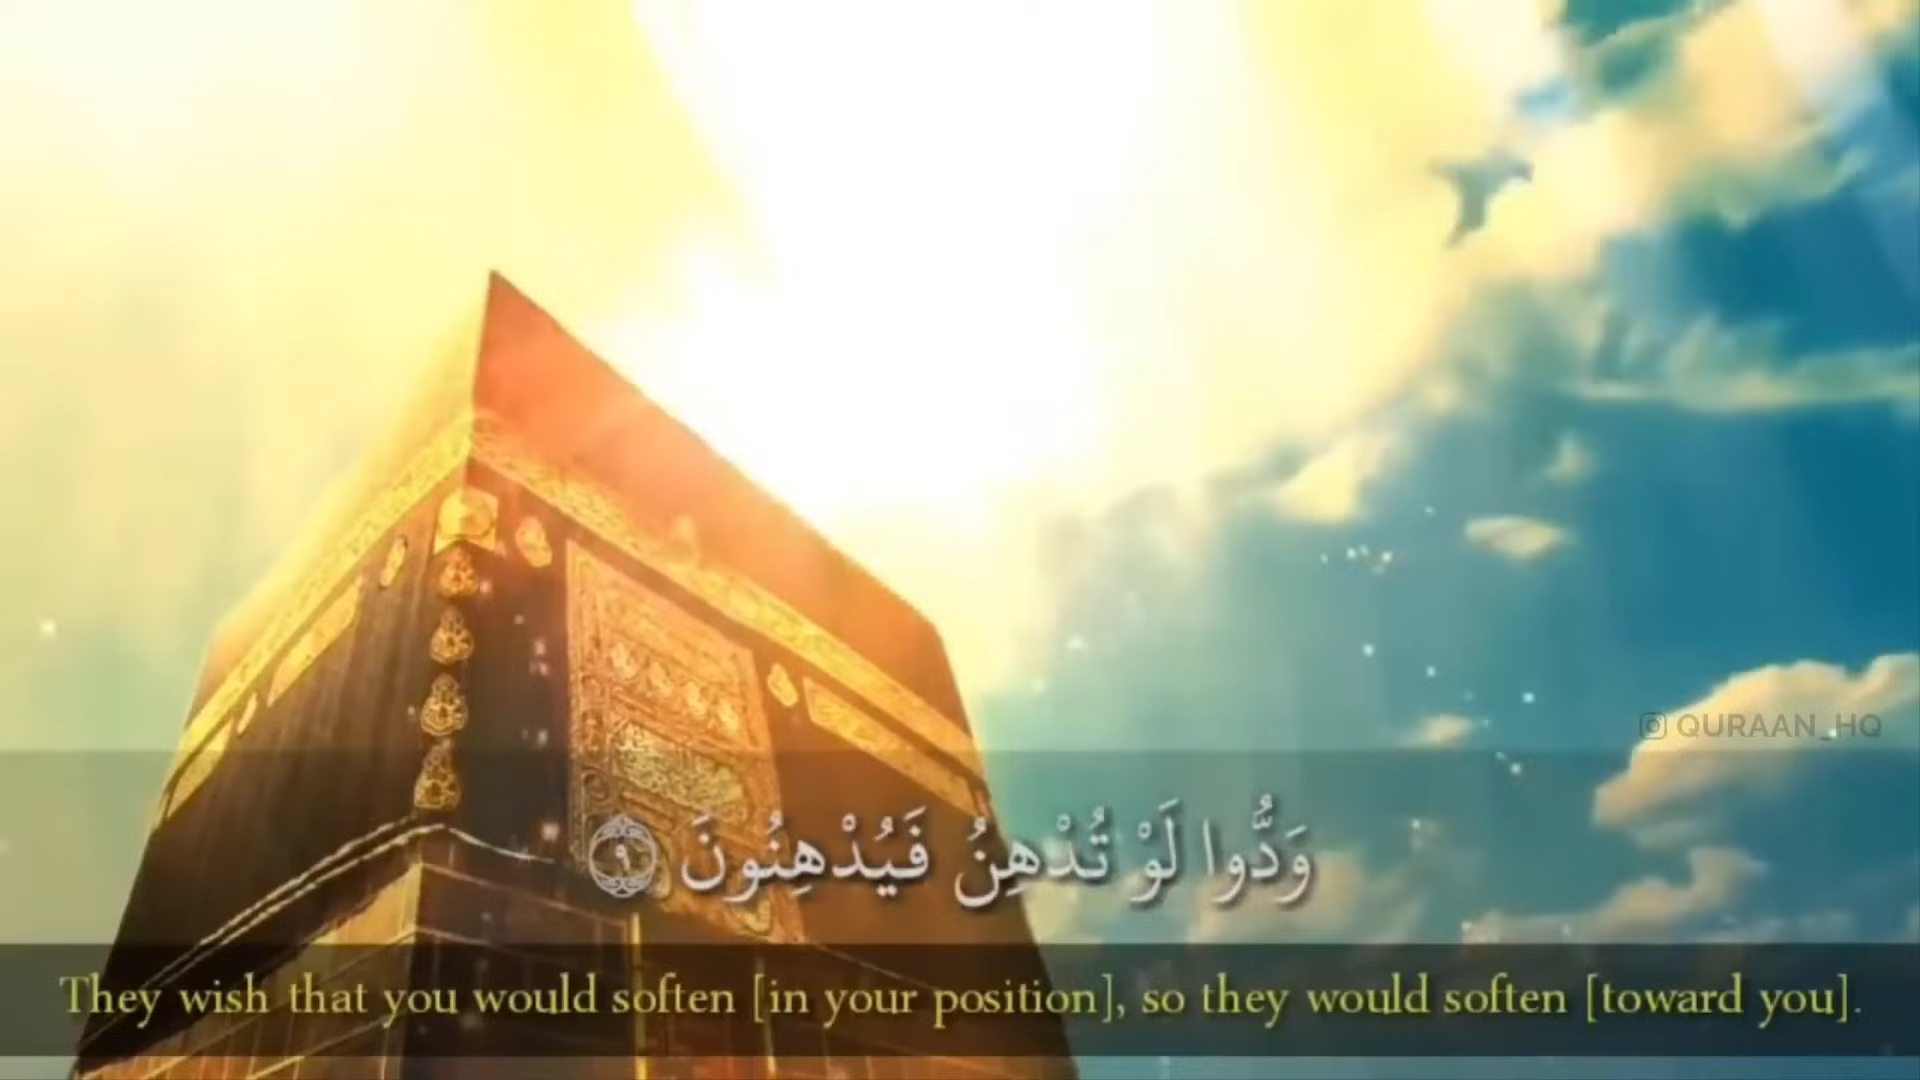 QURAAN_HQ
وَدُّوا لَوْ تُدْهِنُ فَيُدْهِنُونَ ۝٩
They wish that you would soften [in your position], so they would soften [toward you].